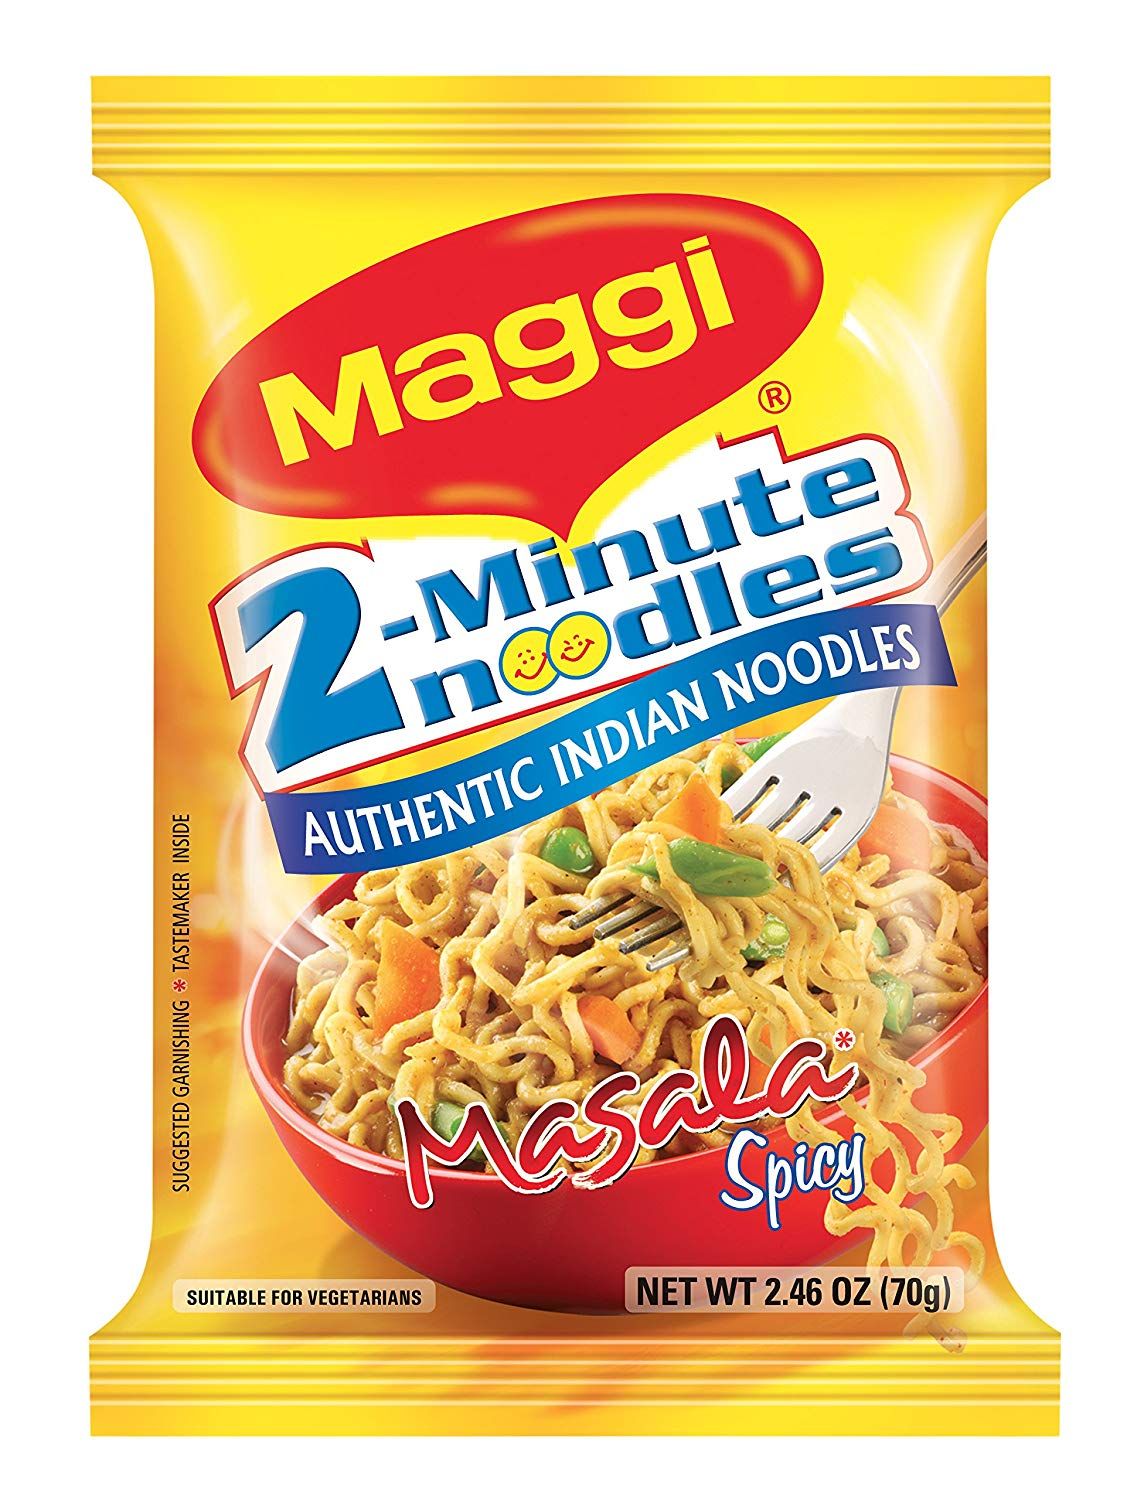 Maggi
®
2-Minute
noodles
AUTHENTIC INDIAN NOODLES
SUGGESTED GARNISHING * TASTEMAKER INSIDE
Masala*
Spicy
SUITABLE FOR VEGETARIANS
NET WT 2.46 OZ (70g)